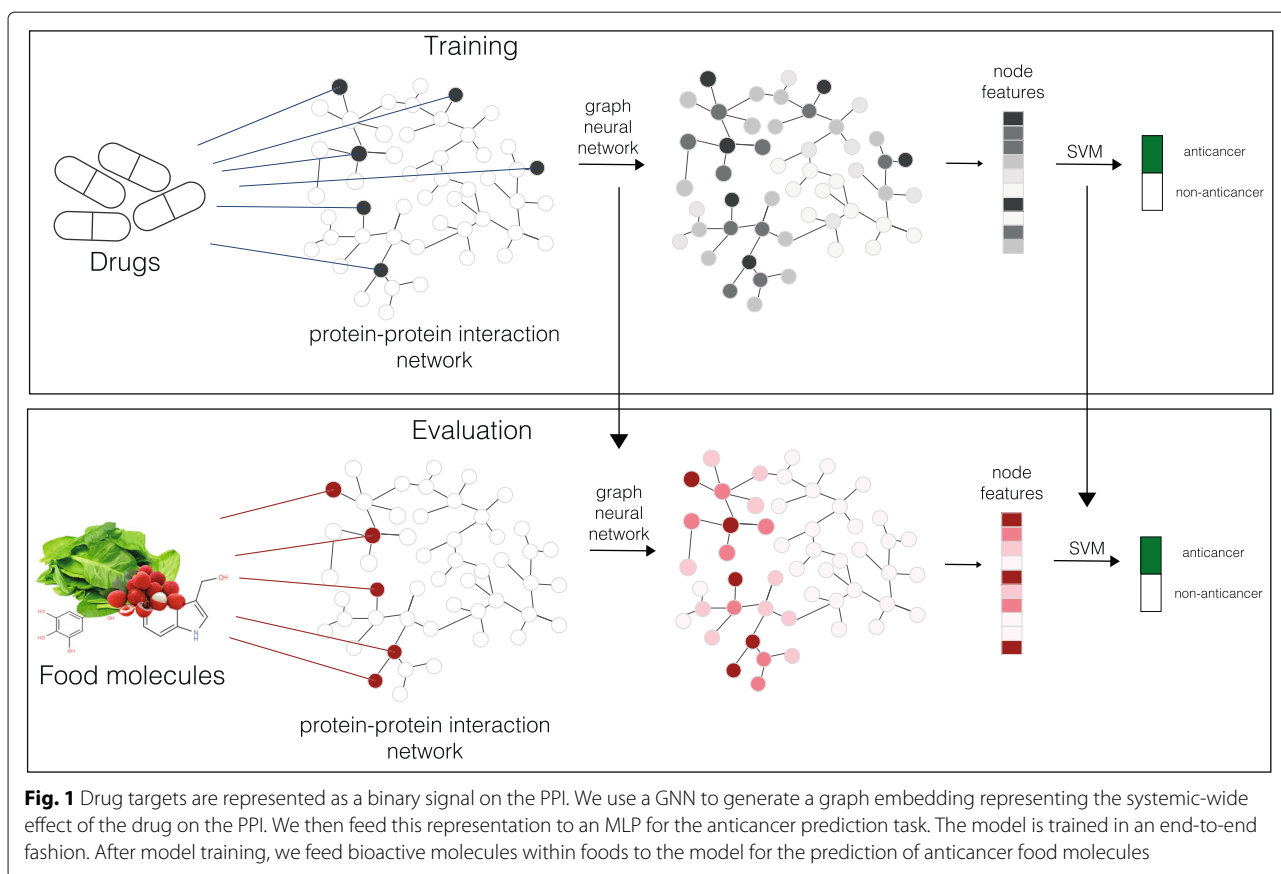 Training
Drugs
protein-protein interaction
network
graph
neural
network
node
features
SVM
anticancer
non-anticancer
Evaluation
OH
HO
HO
HO
OH
NH
Food molecules
protein-protein interaction
network
graph
neural
network
node
features
SVM
anticancer
non-anticancer
Fig. 1 Drug targets are represented as a binary signal on the PPI. We use a GNN to generate a graph embedding representing the systemic-wide
effect of the drug on the PPI. We then feed this representation to an MLP for the anticancer prediction task. The model is trained in an end-to-end
fashion. After model training, we feed bioactive molecules within foods to the model for the prediction of anticancer food molecules